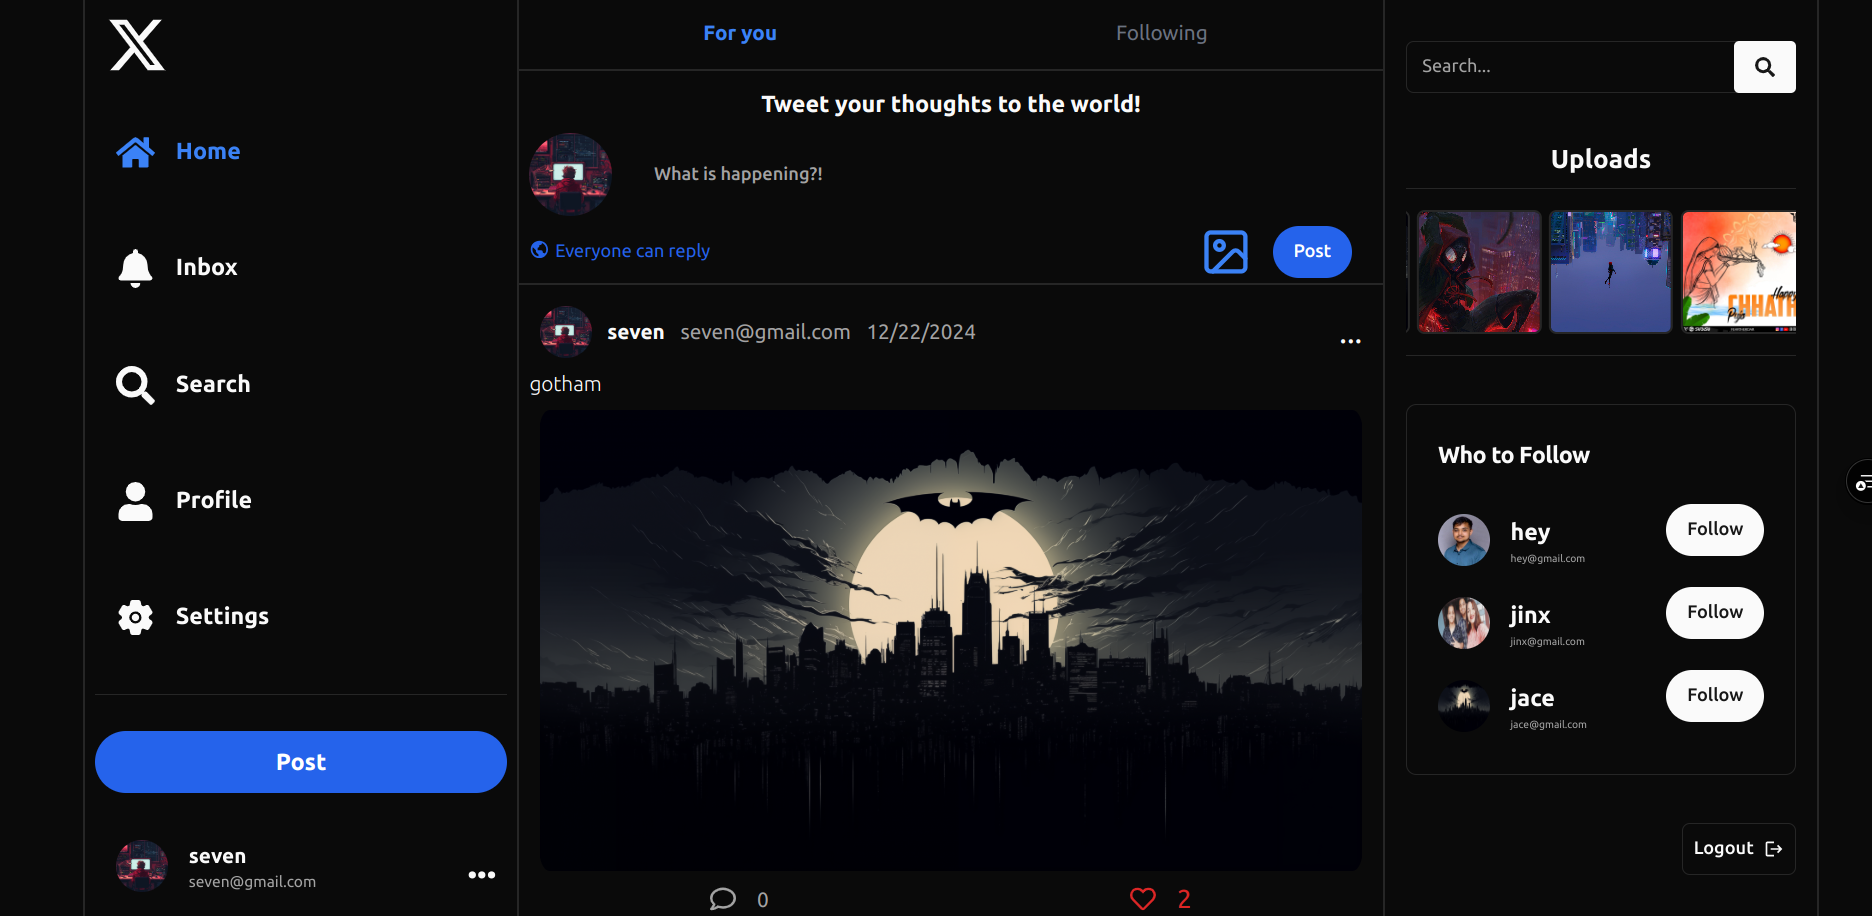 Home
Inbox
Search
Profile
Settings
Post
seven
seven@gmail.com
For you
Following
Tweet your thoughts to the world!
What is happening?!
Everyone can reply
Post
seven seven@gmail.com 12/22/2024
gotham
0
2
Search...
Uploads
Happy
CHHATH
Puja
Who to Follow
hey
hey@gmail.com
Follow
jinx
jinx@gmail.com
Follow
jace
jace@gmail.com
Follow
Logout